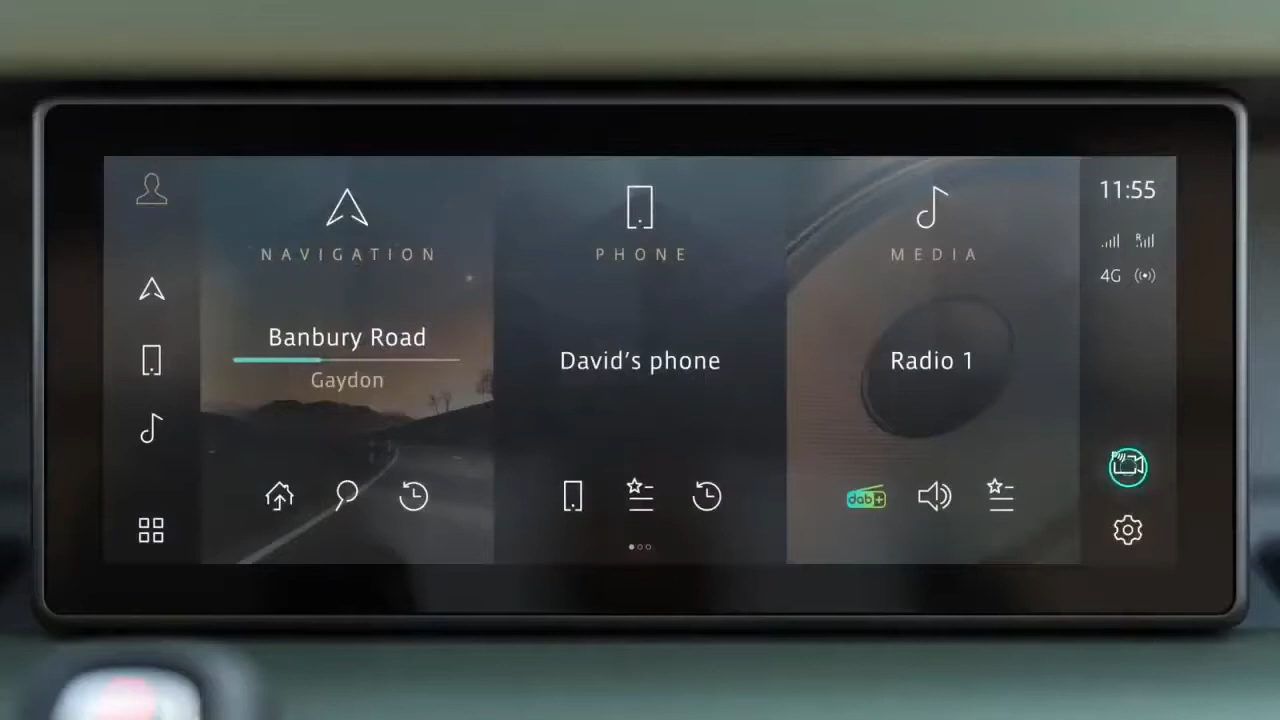 NAVIGATION
Banbury Road
Gaydon
PHONE
David's phone
MEDIA
Radio 1
dab+
11:55
R
4G